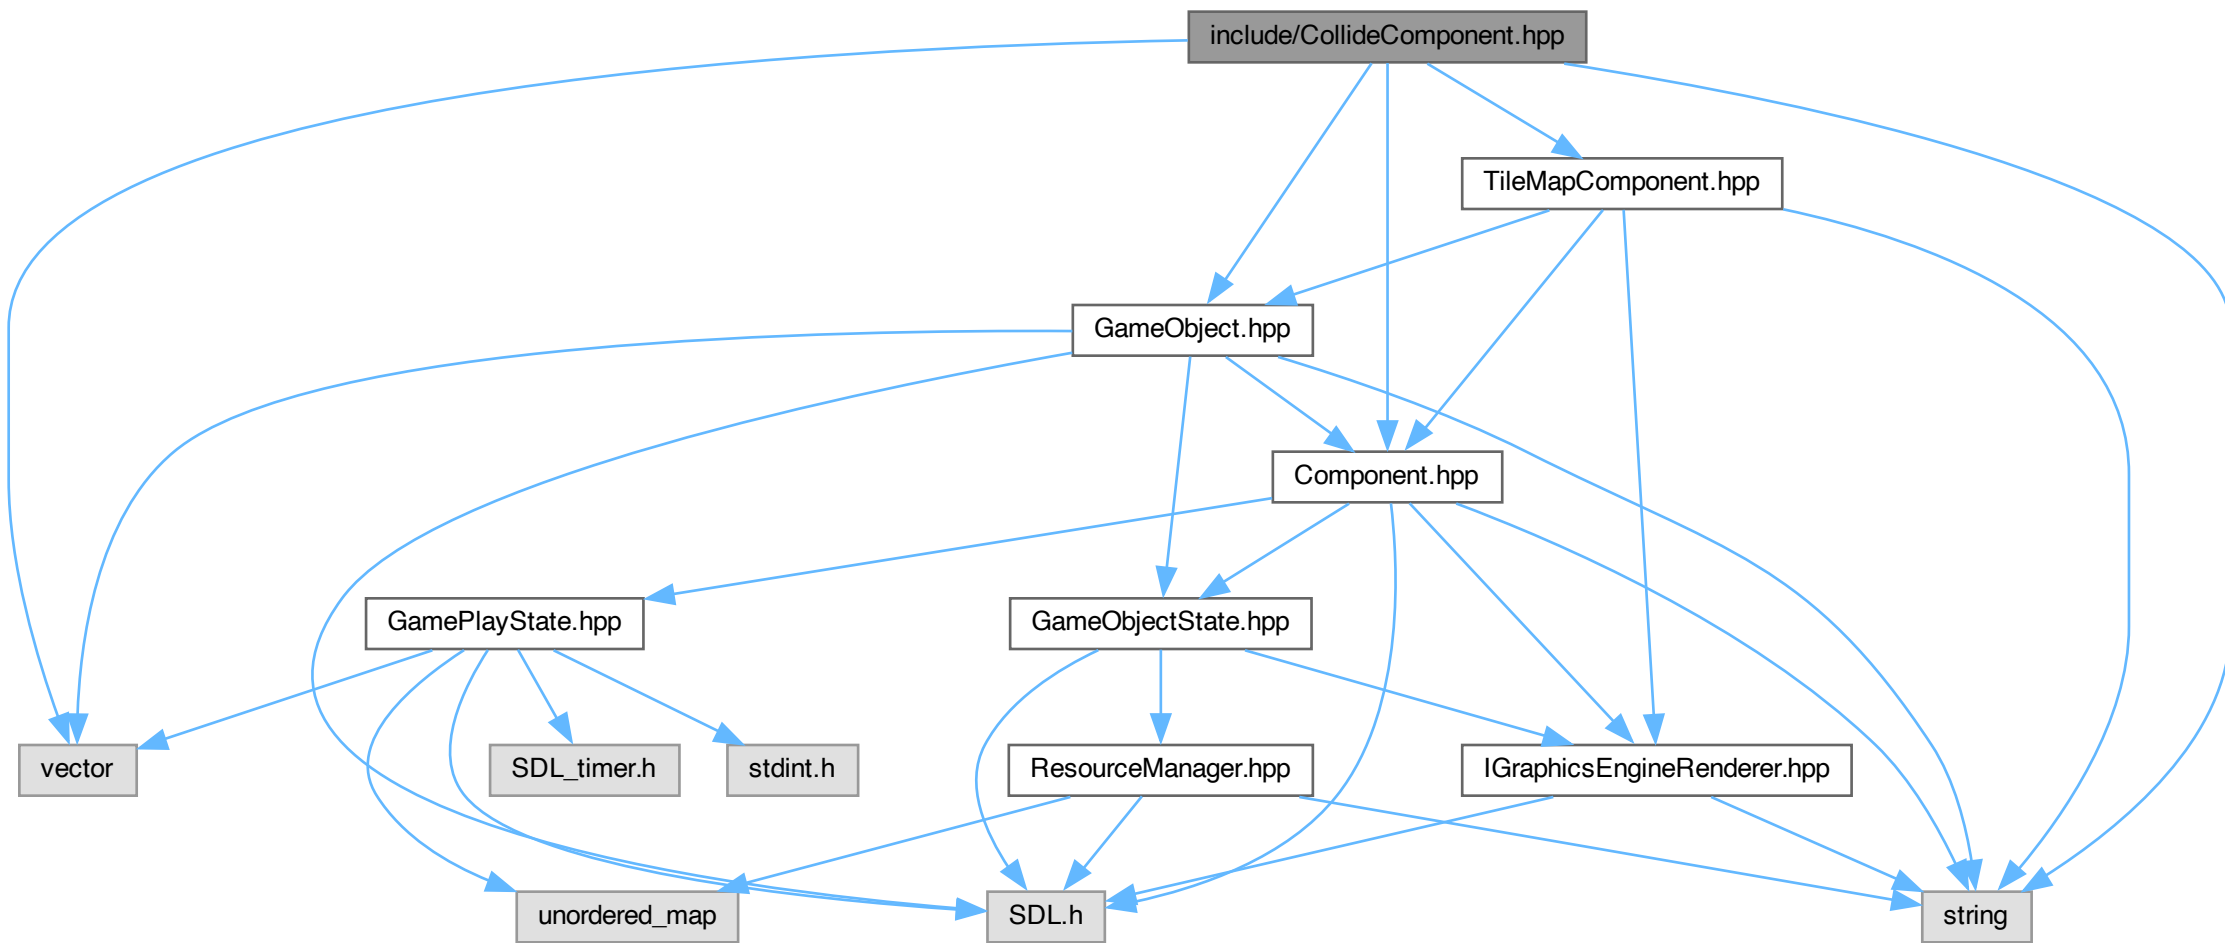 include/CollideComponent.hpp
TileMapComponent.hpp
GameObject.hpp
Component.hpp
GamePlayState.hpp
GameObjectState.hpp
vector
SDL_timer.h
stdint.h
ResourceManager.hpp
IGraphicsEngineRenderer.hpp
unordered_map
SDL.h
string